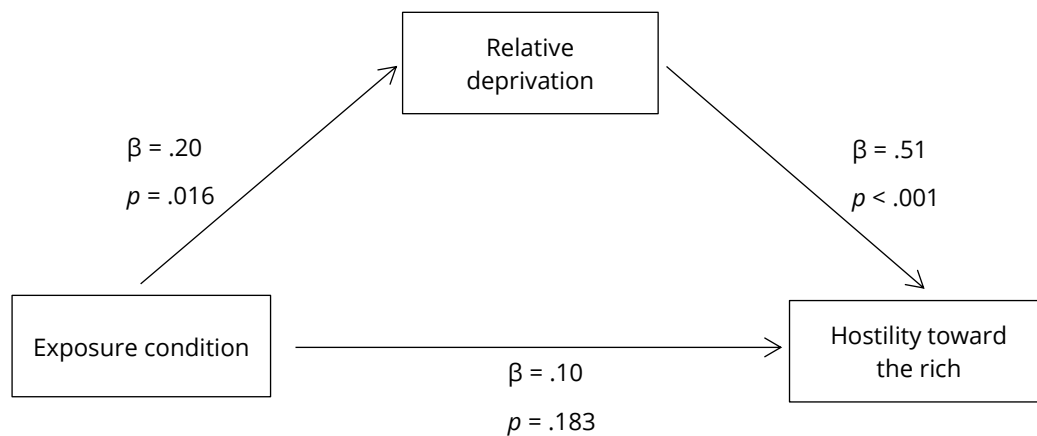 Relative
deprivation
β = .20
p = .016
β = .51
p < .001
Exposure condition
Hostility toward
the rich
β = .10
p = .183